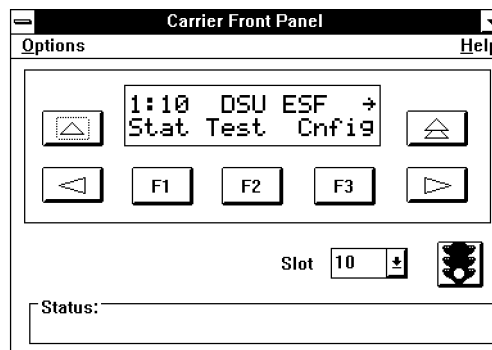 Carrier Front Panel
Options Help
1:10 DSU ESF →
Stat Test Cnfig
F1 F2 F3
Slot 10
Status: